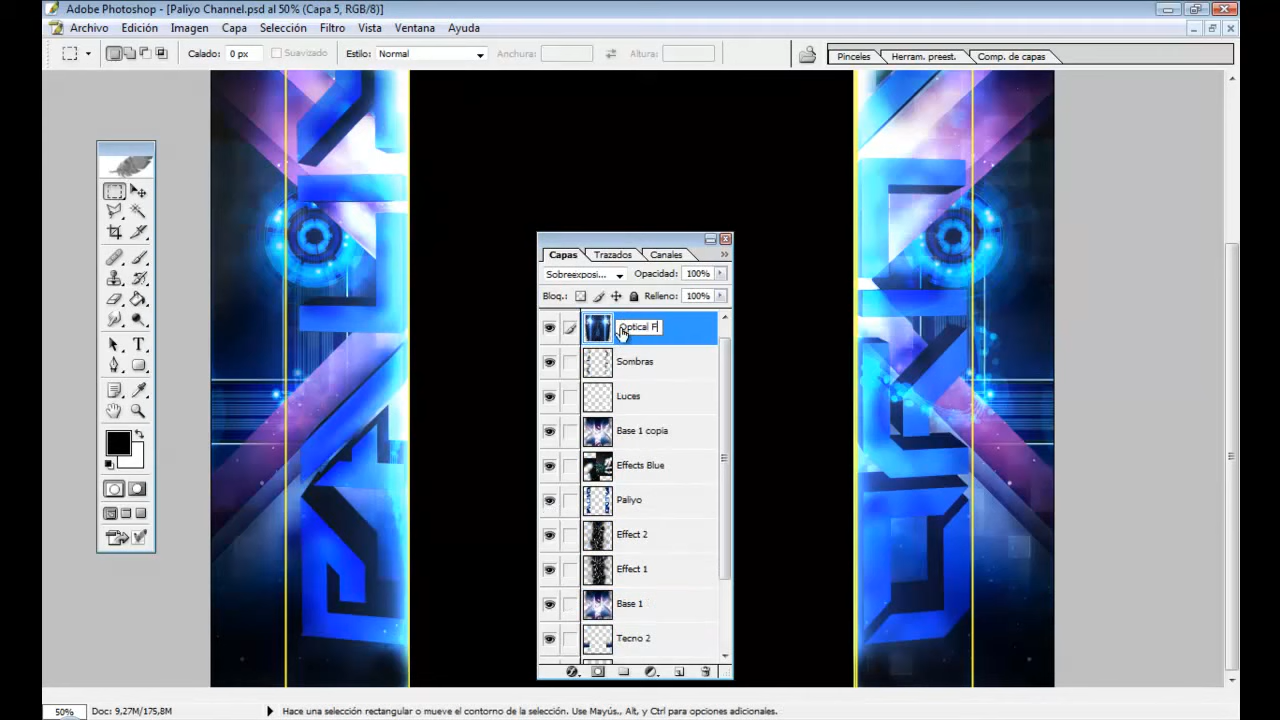 Adobe Photoshop - [Paliyo Channel.psd al 50% (Capa 5, RGB/8)]
Archivo Edición Imagen Capa Selección Filtro Vista Ventana Ayuda
Calado: 0 px Suavizado Estilo: Normal Anchura: Altura: Pinceles Herram. preest. Comp. de capas
Capas Trazados Canales
Sobreexposi... Opacidad: 100%
Bloq.: Relleno: 100%
Optical F
Sombras
Luces
Base 1 copia
Effects Blue
Paliyo
Effect 2
Effect 1
Base 1
Tecno 2
50% Doc: 9,27M/175,8M Hace una selección rectangular o mueve el contorno de la selección. Use Mayús., Alt, y Ctrl para opciones adicionales.